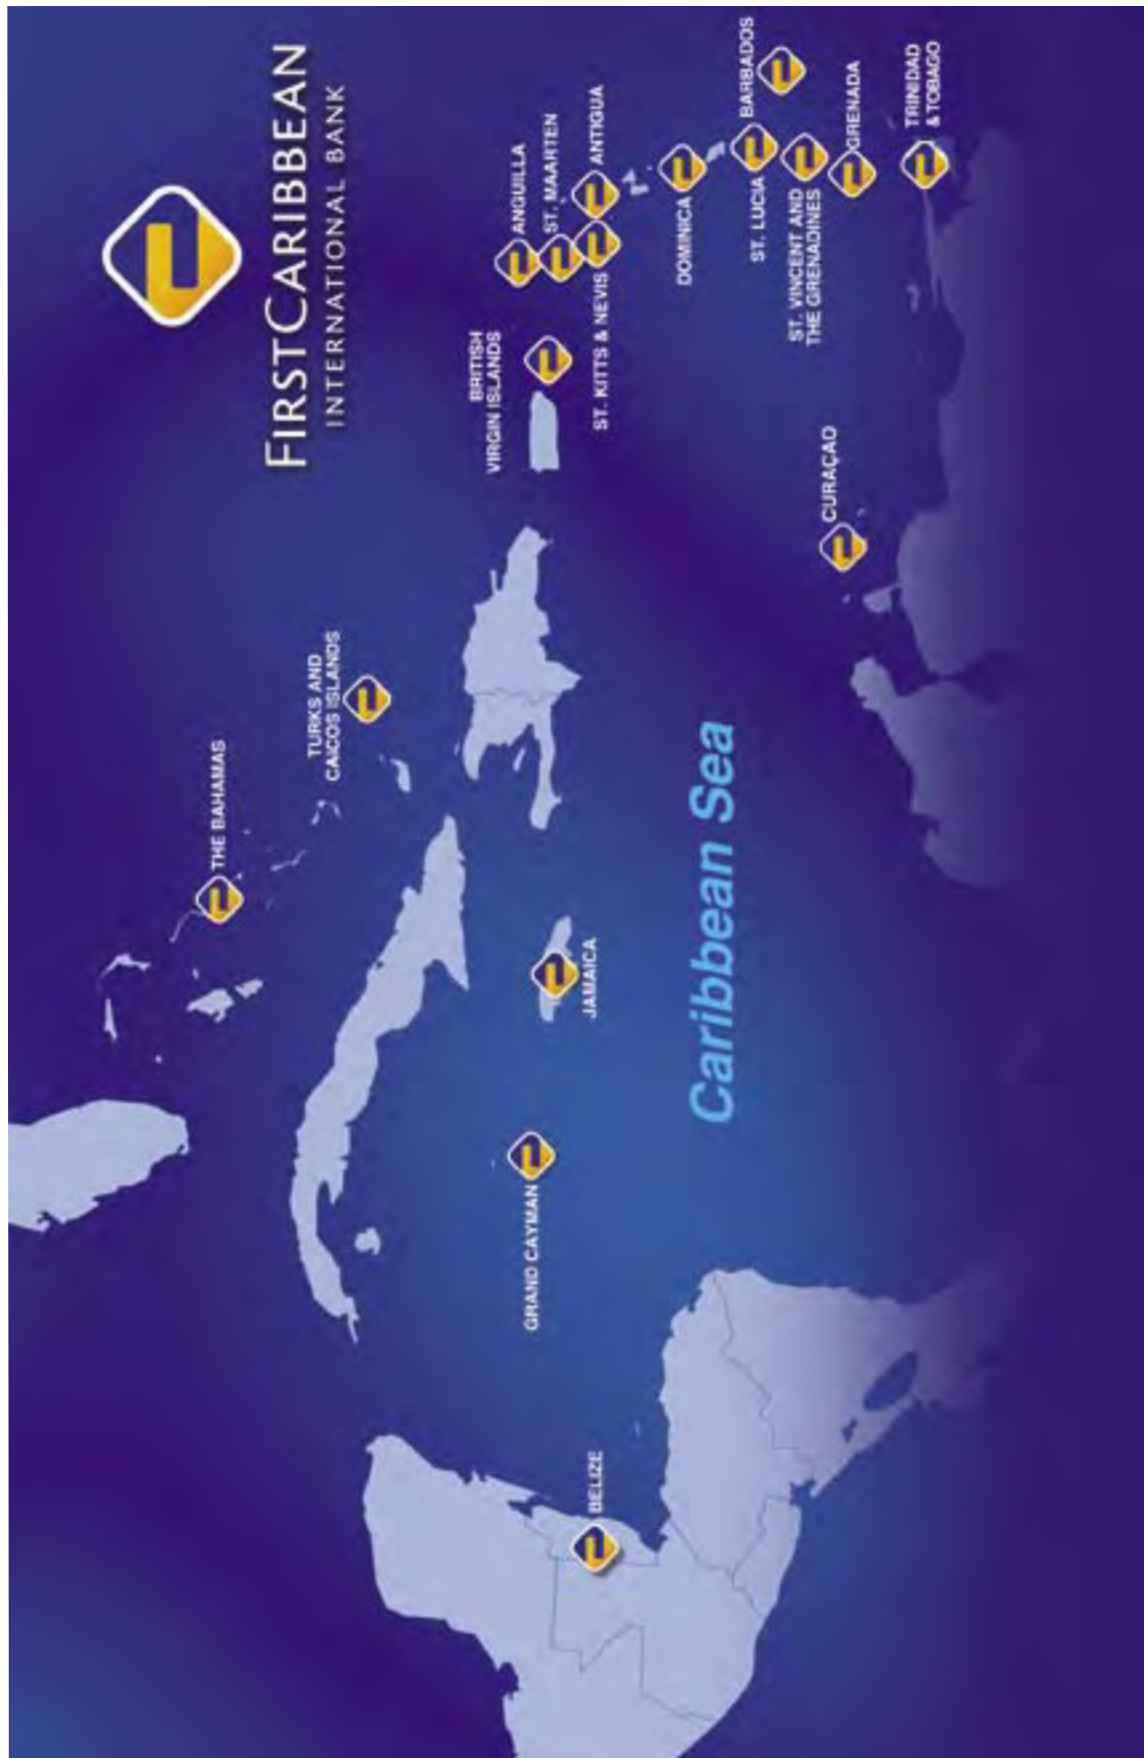 FIRSTCARIBBEAN
INTERNATIONAL BANK
THE BAHAMAS
TURKS AND
CAICOS ISLANDS
BRITISH
VIRGIN ISLANDS
ANGUILLA
ST. MAARTEN
ANTIGUA
ST. KITTS & NEVIS
GRAND CAYMAN
JAMAICA
BELIZE
DOMINICA
Caribbean Sea
BARBADOS
ST. LUCIA
ST. VINCENT AND
THE GRENADINES
GRENADA
CURAÇAO
TRINIDAD
& TOBAGO